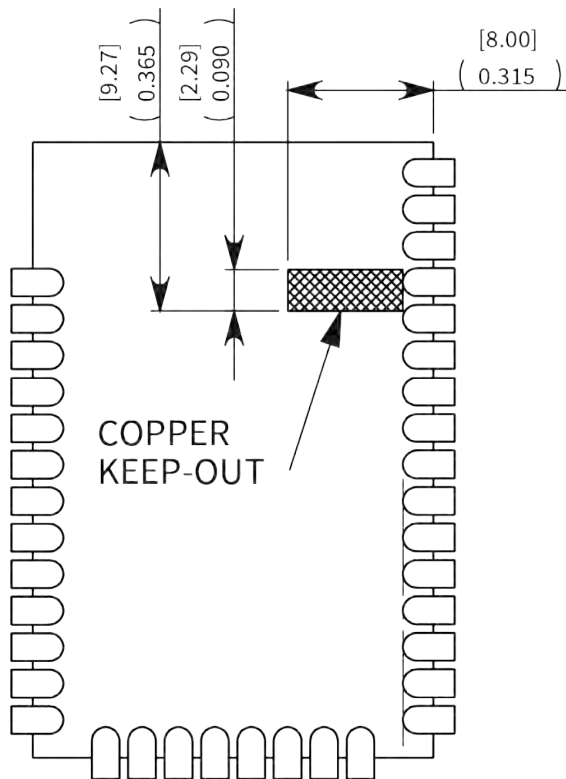 [9.27]
( 0.365 )
[2.29]
( 0.090 )
[8.00]
( 0.315 )
COPPER
KEEP-OUT